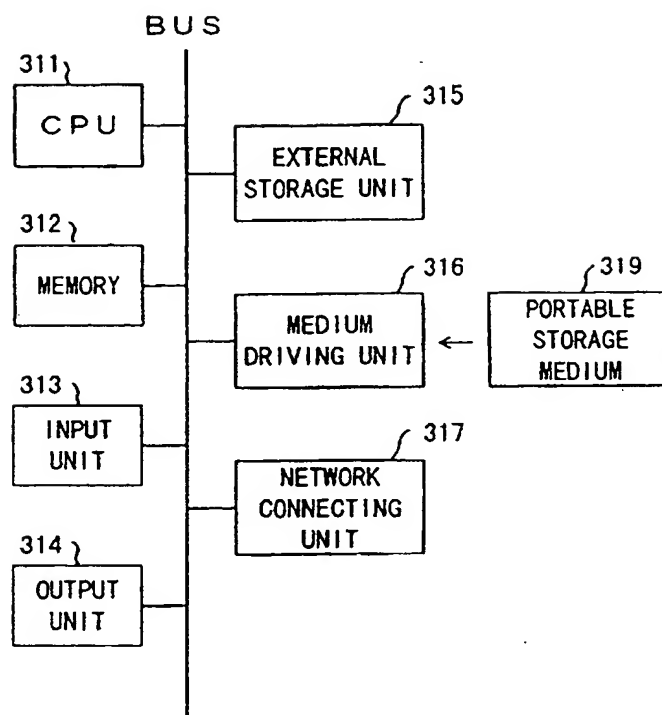 BUS
311
CPU
315
EXTERNAL
STORAGE UNIT
312
MEMORY
316
MEDIUM
DRIVING UNIT
319
PORTABLE
STORAGE
MEDIUM
313
INPUT
UNIT
317
NETWORK
CONNECTING
UNIT
314
OUTPUT
UNIT